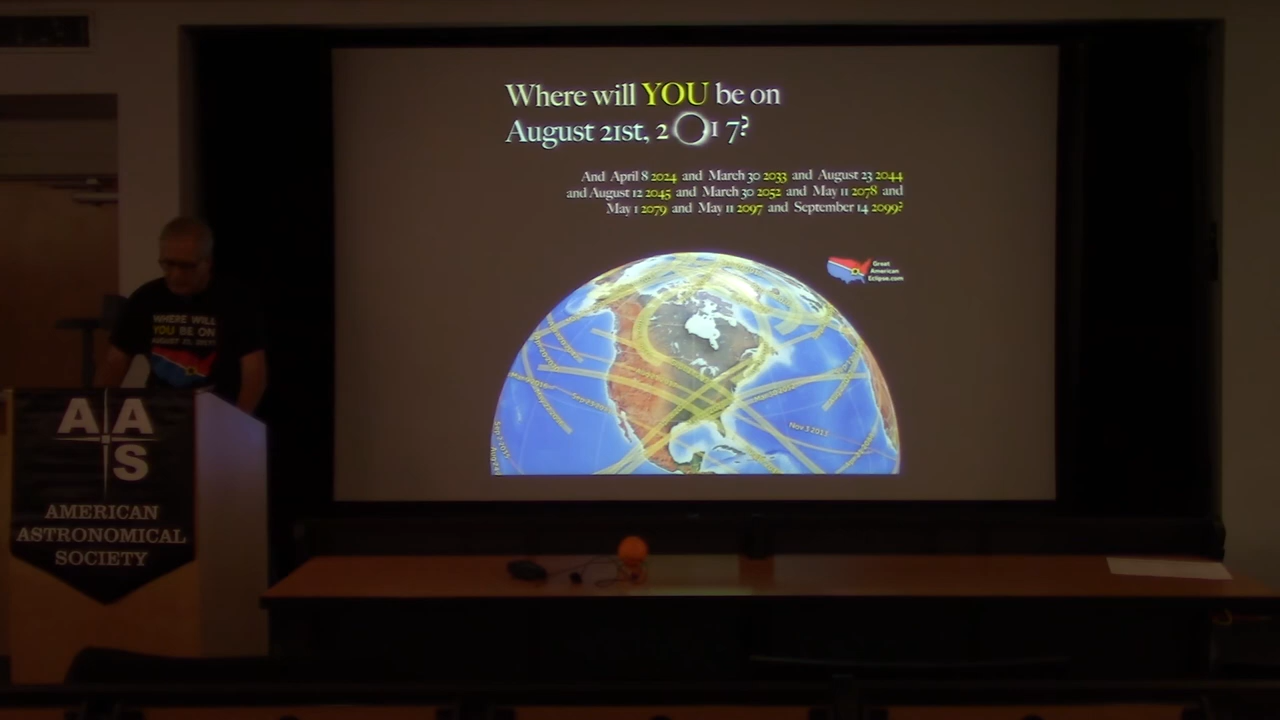 Where will YOU be on
August 21st, 2017?
And April 8 2024 and March 30 2033 and August 23 2044
and August 12 2045 and March 30 2052 and May 11 2078 and
May 1 2079 and May 11 2097 and September 14 2099?
Great
American
Eclipse.com
Nov 3 2013
WHERE WILL
YOU BE ON
AUGUST 21, 2017?
AAS
AMERICAN
ASTRONOMICAL
SOCIETY